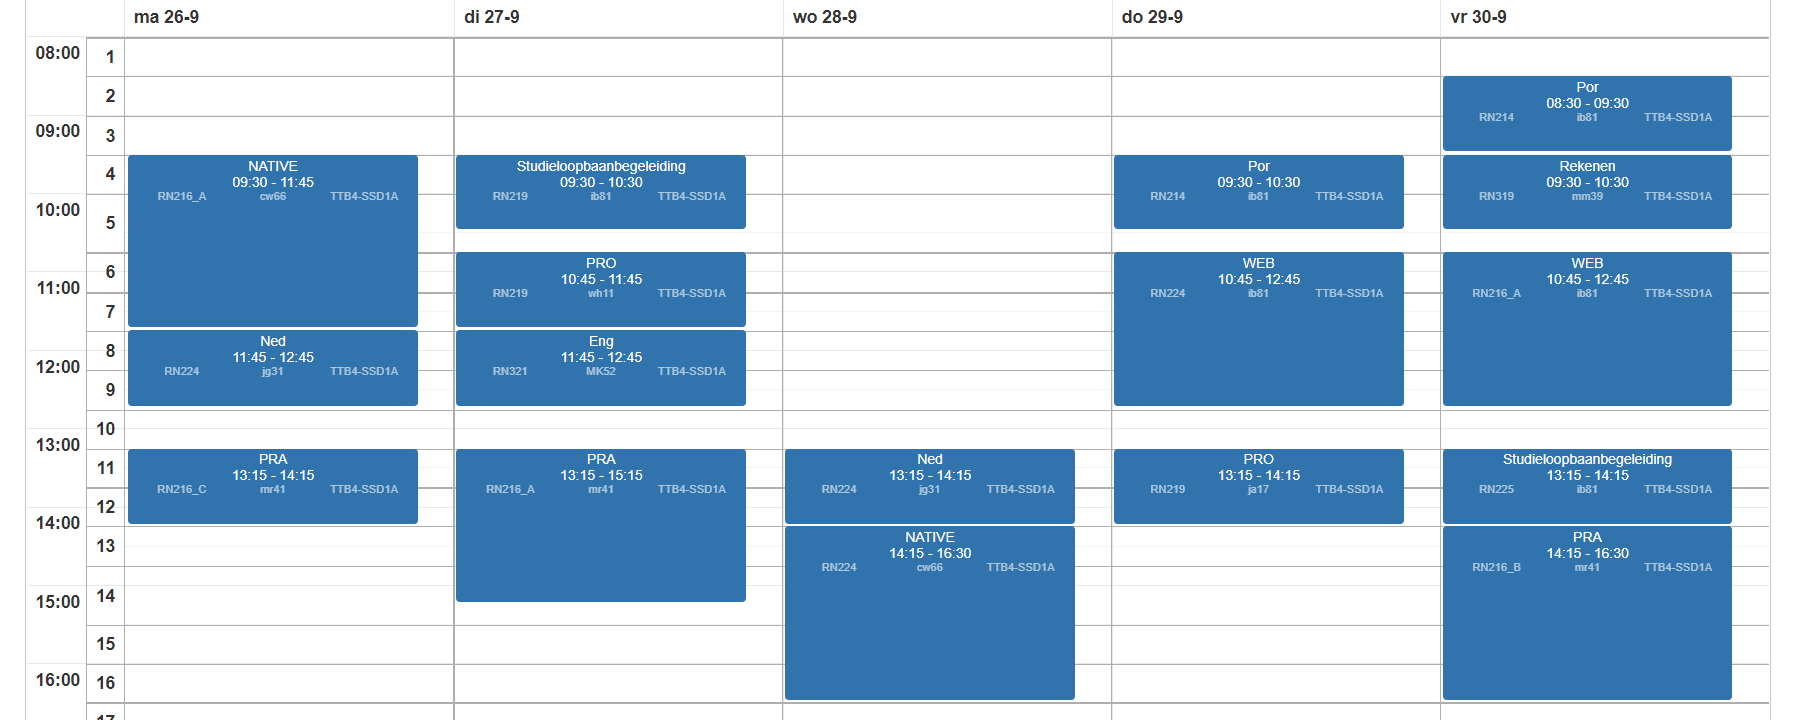 ma 26-9 di 27-9 wo 28-9 do 29-9 vr 30-9
08:00
09:00
10:00
11:00
12:00
13:00
14:00
15:00
16:00
1
2
3
4
5
6
7
8
9
10
11
12
13
14
15
16
17
NATIVE
09:30 - 11:45
RN216_A cw66 TTB4-SSD1A
Ned
11:45 - 12:45
RN224 jg31 TTB4-SSD1A
PRA
13:15 - 14:15
RN216_C mr41 TTB4-SSD1A
Studieloopbaanbegeleiding
09:30 - 10:30
RN219 ib81 TTB4-SSD1A
PRO
10:45 - 11:45
RN219 wh11 TTB4-SSD1A
Eng
11:45 - 12:45
RN321 MK52 TTB4-SSD1A
PRA
13:15 - 15:15
RN216_A mr41 TTB4-SSD1A
Ned
13:15 - 14:15
RN224 jg31 TTB4-SSD1A
NATIVE
14:15 - 16:30
RN224 cw66 TTB4-SSD1A
Por
09:30 - 10:30
RN214 ib81 TTB4-SSD1A
WEB
10:45 - 12:45
RN224 ib81 TTB4-SSD1A
PRO
13:15 - 14:15
RN219 ja17 TTB4-SSD1A
Por
08:30 - 09:30
RN214 ib81 TTB4-SSD1A
Rekenen
09:30 - 10:30
RN319 mm39 TTB4-SSD1A
WEB
10:45 - 12:45
RN216_A ib81 TTB4-SSD1A
Studieloopbaanbegeleiding
13:15 - 14:15
RN225 ib81 TTB4-SSD1A
PRA
14:15 - 16:30
RN216_B mr41 TTB4-SSD1A